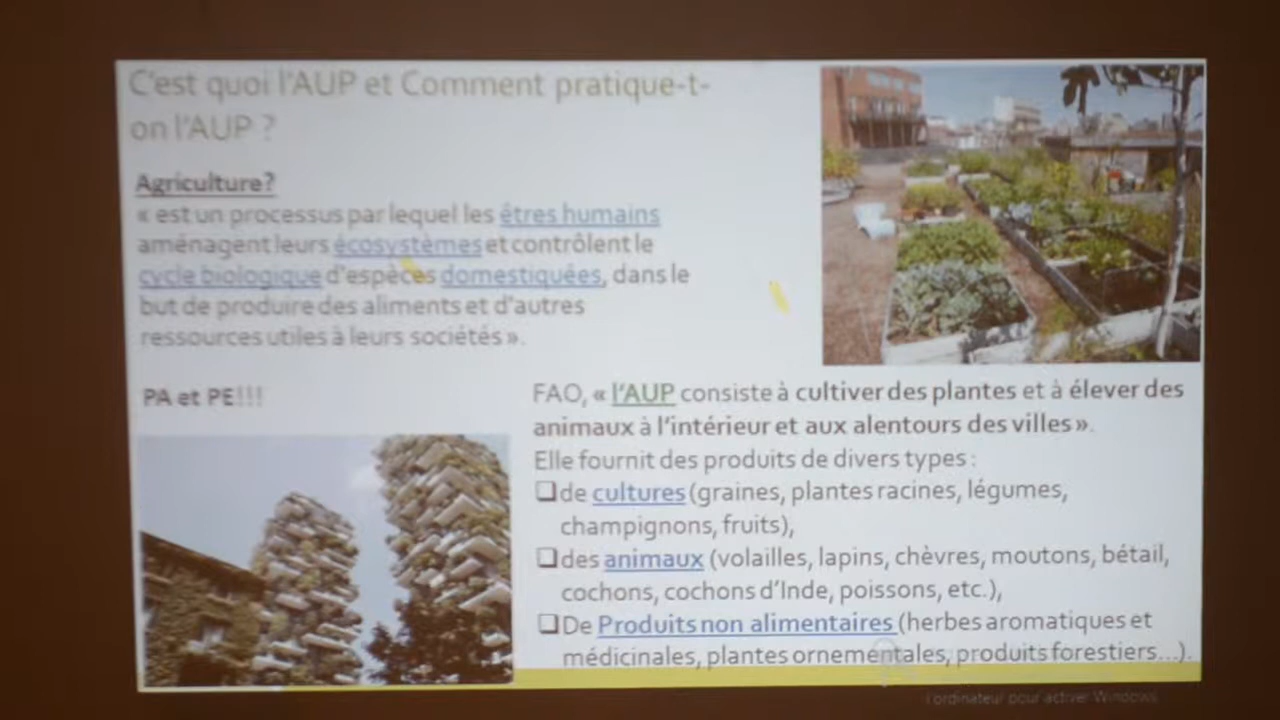 C'est quoi l'AUP et Comment pratique-t-
on l'AUP ?
Agriculture?
« est un processus par lequel les êtres humains
aménagent leurs écosystèmes et contrôlent le
cycle biologique d'espèces domestiquées, dans le
but de produire des aliments et d'autres
ressources utiles à leurs sociétés ».
PA et PE!!!
FAO, « l'AUP consiste à cultiver des plantes et à élever des
animaux à l'intérieur et aux alentours des villes ».
Elle fournit des produits de divers types :
❑de cultures (graines, plantes racines, légumes,
champignons, fruits),
❑des animaux (volailles, lapins, chèvres, moutons, bétail,
cochons, cochons d'Inde, poissons, etc.),
❑De Produits non alimentaires (herbes aromatiques et
médicinales, plantes ornementales, produits forestiers...).
l'ordinateur pour activer Windows.